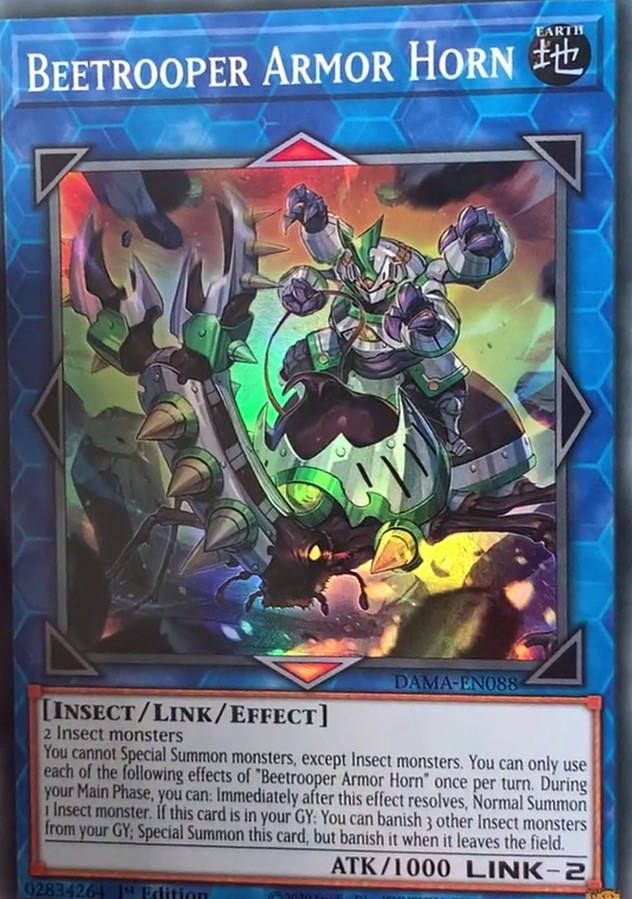 BEETROOPER ARMOR HORN
EARTH
地
DAMA-EN088
[INSECT/LINK/EFFECT]
2 Insect monsters
You cannot Special Summon monsters, except Insect monsters. You can only use
each of the following effects of "Beetrooper Armor Horn" once per turn. During
your Main Phase, you can: Immediately after this effect resolves, Normal Summon
1 Insect monster. If this card is in your GY: You can banish 3 other Insect monsters
from your GY; Special Summon this card, but banish it when it leaves the field.
ATK/1000 LINK-2
02834264 1st Edition